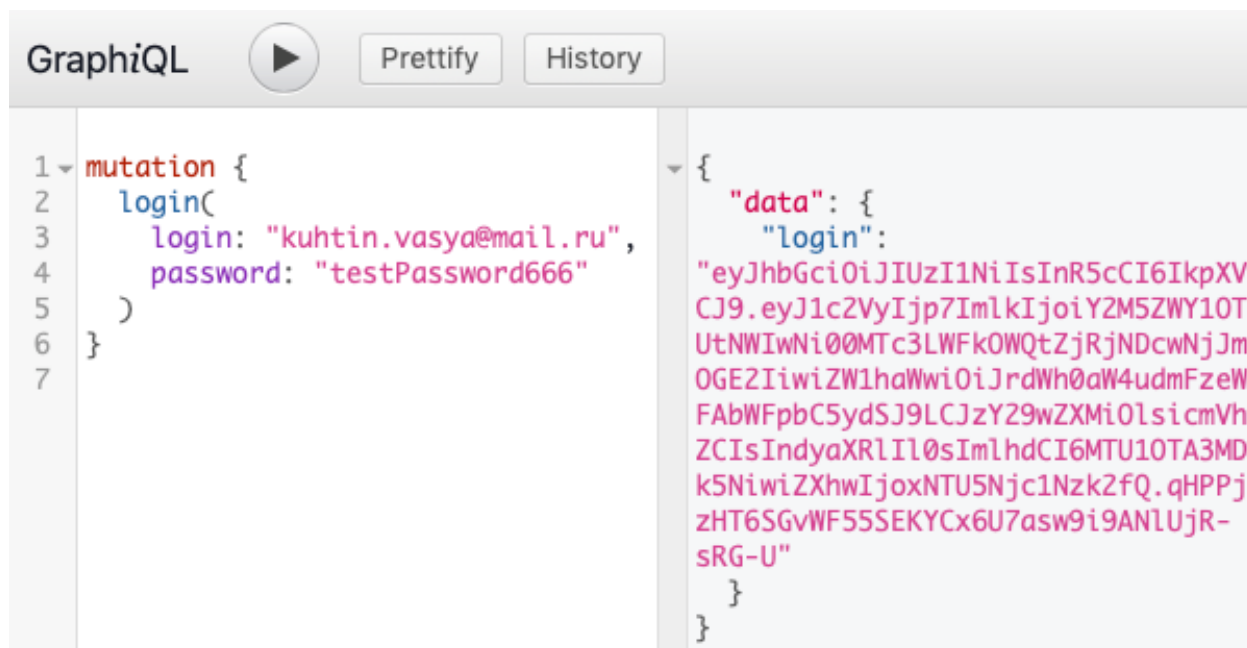 GraphiQL Prettify History
1 mutation {
2 login(
3 login: "kuhtin.vasya@mail.ru",
4 password: "testPassword666"
5 )
6 }
7
{
"data": {
"login":
"eyJhbGciOiJIUzI1NiIsInR5cCI6IkpXV
CJ9.eyJ1c2VyIjp7ImlkIjoiY2M5ZWY1OT
UtNWIwNi00MTc3LWFkOWQtZjRjNDcwNjJm
OGE2IiwiZW1haWwiOiJrdWh0aW4udmFzeW
FAbWFpbC5ydSJ9LCJzY29wZXMiOlsicmVh
ZCIsIndyaXRlIl0sImlhdCI6MTU1OTA3MD
k5NiwiZXhwIjoxNTU5Njc1Nzk2fQ.qHPPj
zHT6SGvWF55SEKYCx6U7asw9i9ANlUjR-
sRG-U"
}
}